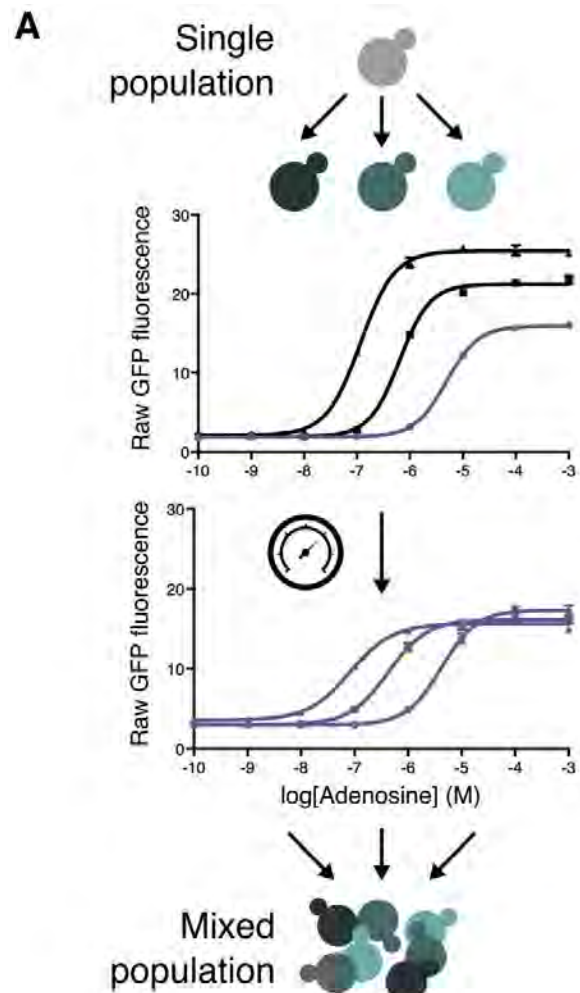 A
Single
population
Raw GFP fluorescence
30
20
10
0
-10 -9 -8 -7 -6 -5 -4 -3
Raw GFP fluorescence
30
20
10
0
-10 -9 -8 -7 -6 -5 -4 -3
log[Adenosine] (M)
Mixed
population